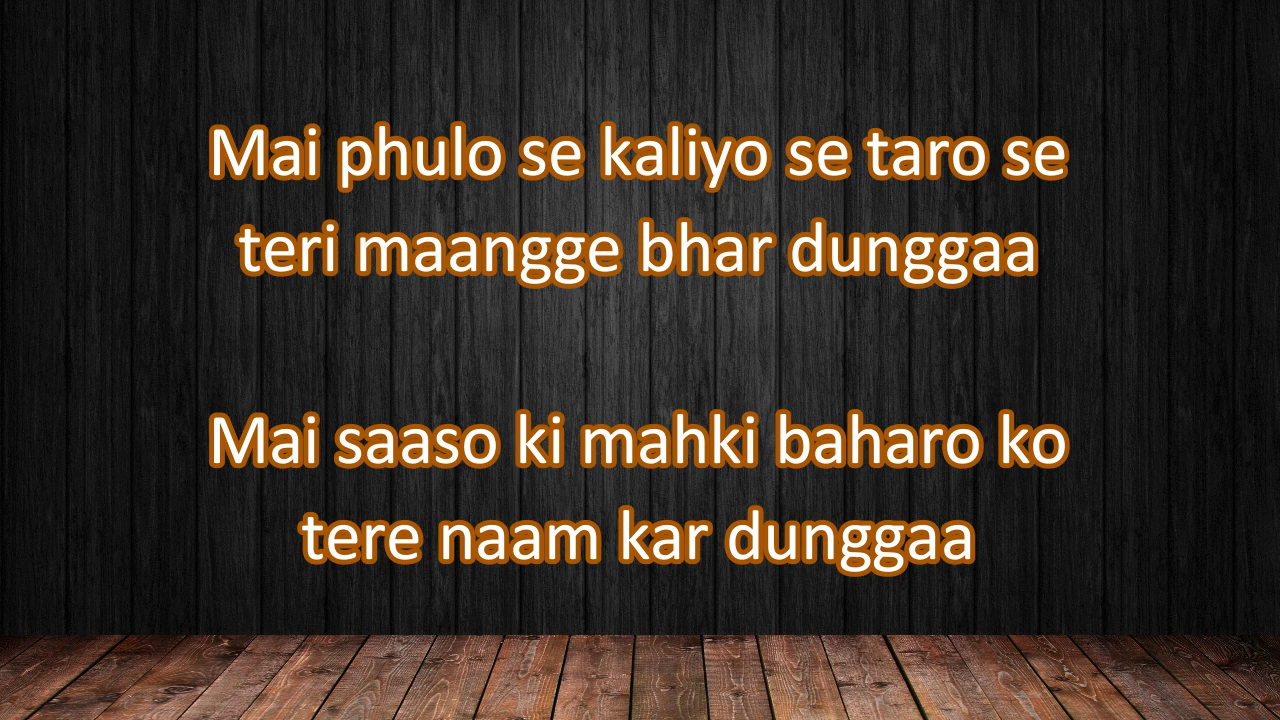 Mai phulo se kaliyo se taro se
teri maangge bhar dunggaa
Mai saaso ki mahki baharo ko
tere naam kar dunggaa